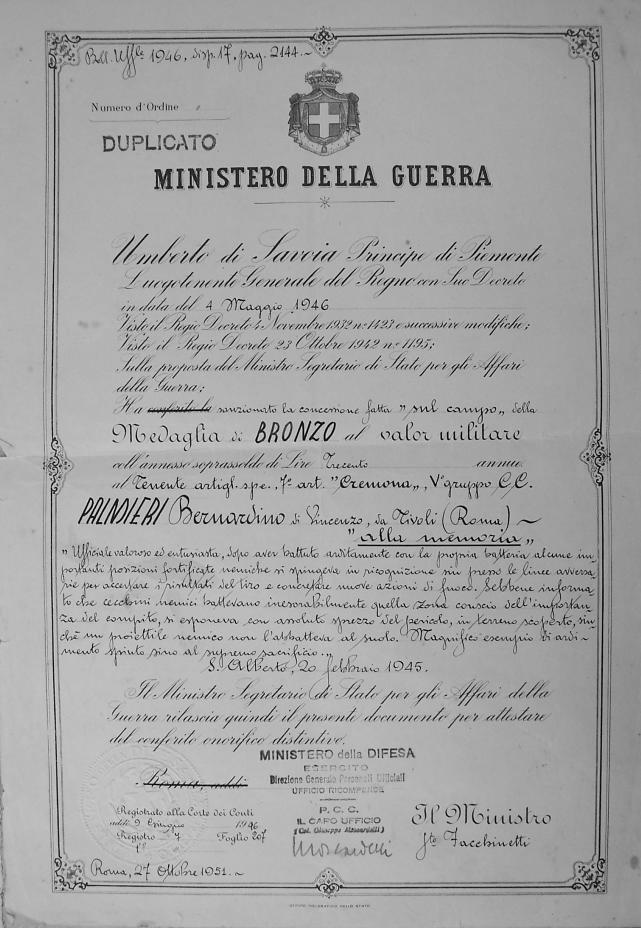 Boll. Uff.le 1946, disp. 17, pag. 2144.~
Numero d'Ordine
DUPLICATO
MINISTERO DELLA GUERRA
Umberto di Savoia Principe di Piemonte
Luogotenente Generale del Regno con Suo Decreto
in data del 4 Maggio 1946
Visto il Regio Decreto 4 Novembre 1932 n° 1423 e successive modifiche;
Visto il Regio Decreto 23 Ottobre 1942 n° 1195;
Sulla proposta del Ministro Segretario di Stato per gli Affari
della Guerra;
Ha conferito la sanzionato la concessione fatta "sul campo" della
Medaglia di BRONZO al valor militare
coll'annesso soprassoldo di Lire Trecento annue
al Tenente artigl. s.p.e., 7° art. "Cremona", V° gruppo C.C.
PALMIERI Bernardino di Vincenzo, da Tivoli (Roma) ~
"alla memoria"
"Ufficiale valoroso ed entusiasta, dopo aver battuto arditamente con la propria batteria alcune im-
portanti posizioni fortificate nemiche si spingeva in ricognizione sin presso le linee avversa-
rie per accertare i risultati del tiro e concretare nuove azioni di fuoco. Sebbene informa-
to che cecchini nemici battevano inesorabilmente quella zona conscio dell'importan-
za del compito, si esponeva con assoluto sprezzo del pericolo, in terreno scoperto, sin-
chè un proiettile nemico non l'abbatteva al suolo. Magnifico esempio di ardi-
mento spinto sino al supremo sacrificio."
S. Alberto, 20 febbraio 1945.
Il Ministro Segretario di Stato per gli Affari della
Guerra rilascia quindi il presente documento per attestare
del conferito onorifico distintivo.
MINISTERO della DIFESA
ESERCITO
Direzione Generale Personali Ufficiali
UFFICIO RICOMPENSE
Roma, addì
P. C. C.
IL CAPO UFFICIO
Registrato alla Corte dei Conti
addì 9 Giugno 1946
Registro 7 Foglio 207
Il Ministro
fto Facchinetti
Roma, 27 Ottobre 1951.~